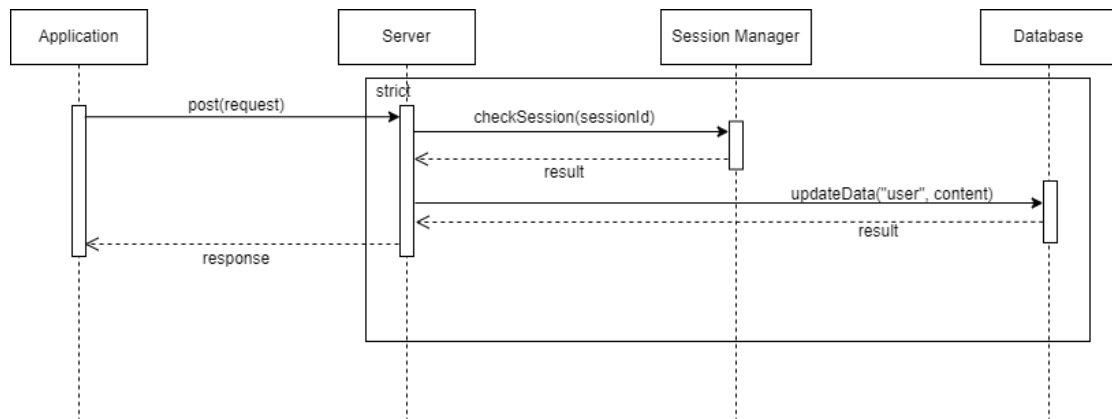 Application
Server
Session Manager
Database
strict
post(request)
checkSession(sessionId)
result
updateData("user", content)
result
response